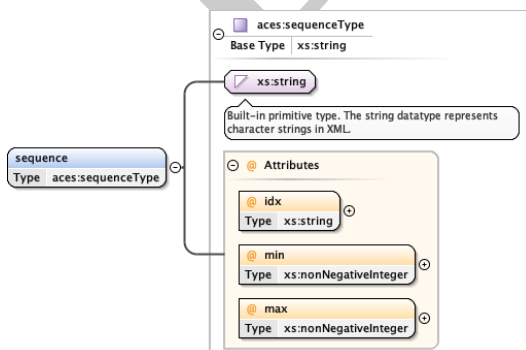 aces:sequenceType
Base Type xs:string
xs:string
Built-in primitive type. The string datatype represents
character strings in XML.
sequence
Type aces:sequenceType
@ Attributes
@ idx
Type xs:string
@ min
Type xs:nonNegativeInteger
@ max
Type xs:nonNegativeInteger